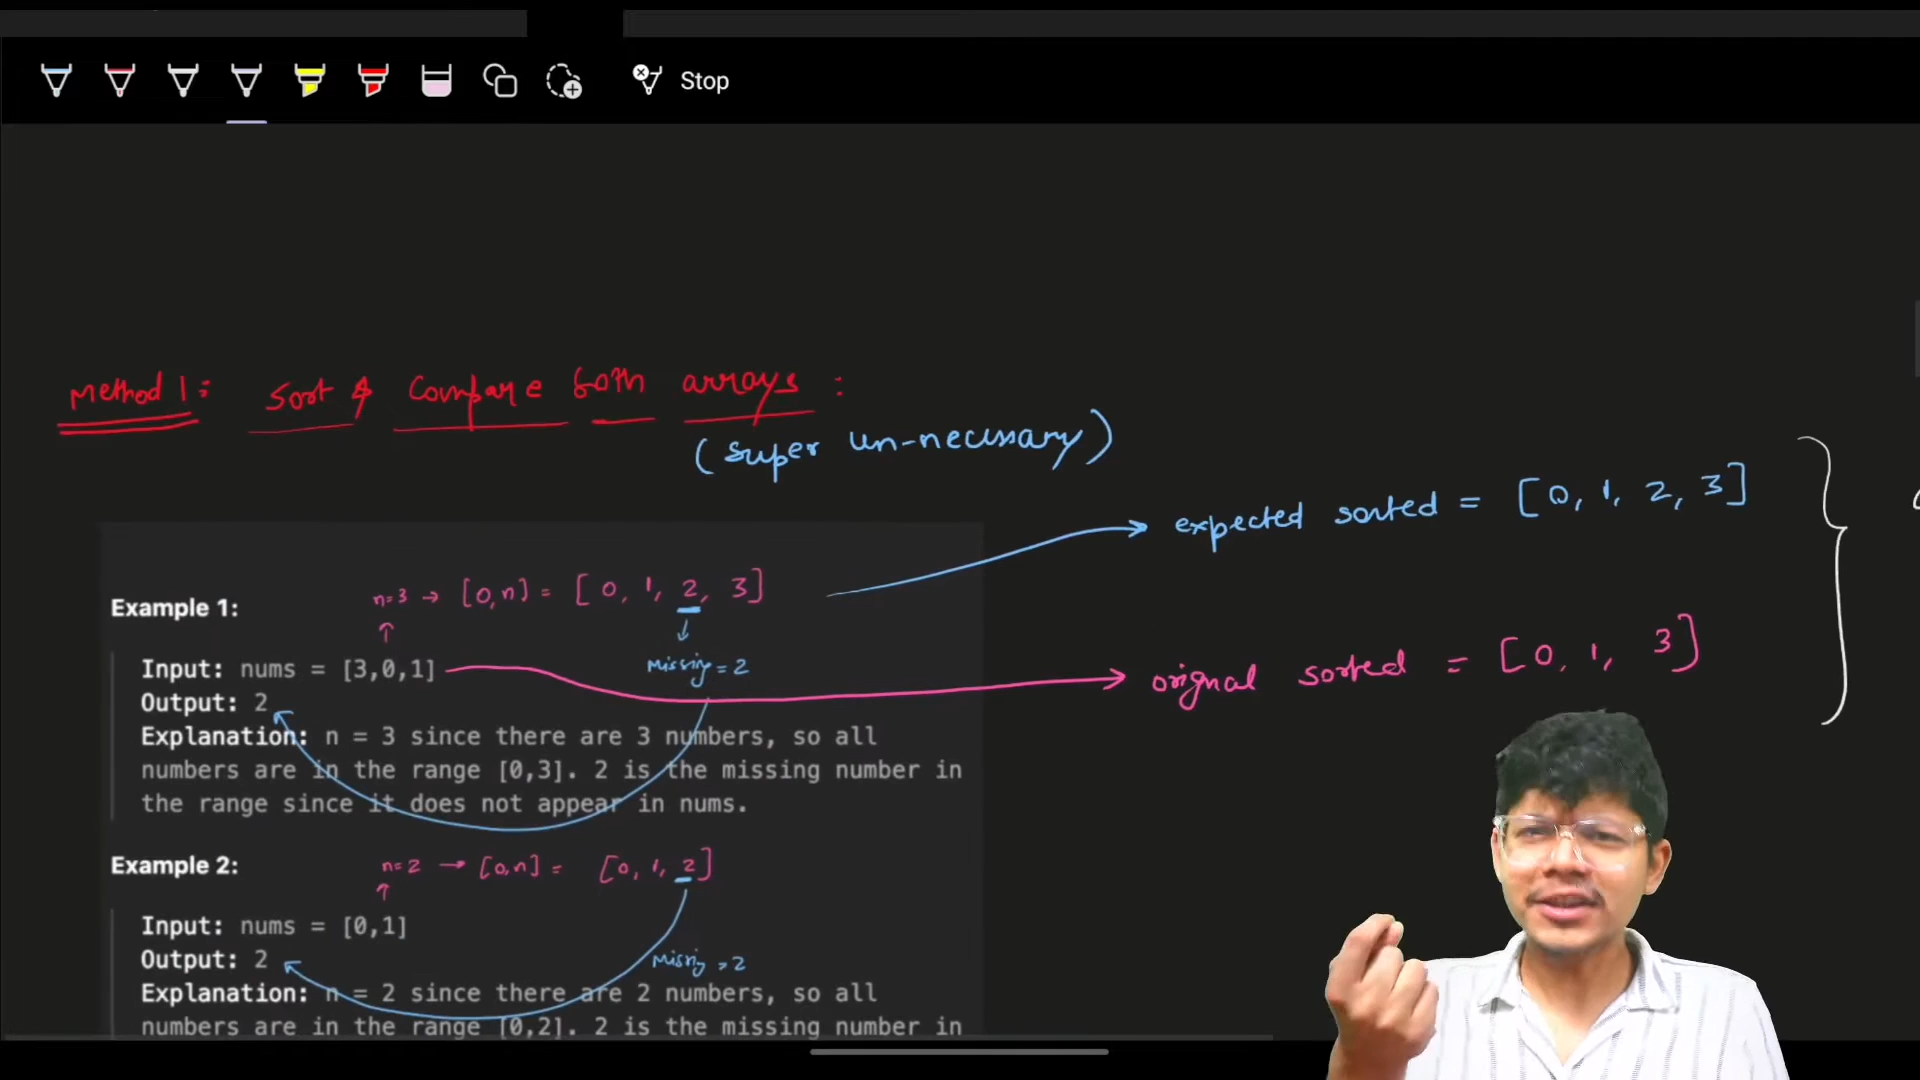 Stop
Method 1: Sort & Compare both arrays :
(super un-necessary)
expected sorted = [0, 1, 2, 3]
n=3 → [0,n] = [0, 1, 2, 3]
Example 1:
Missing = 2
Input: nums = [3,0,1]
orignal sorted = [0, 1, 3]
Output: 2
Explanation: n = 3 since there are 3 numbers, so all
numbers are in the range [0,3]. 2 is the missing number in
the range since it does not appear in nums.
Example 2:
n=2 → [0,n] = [0, 1, 2]
Input: nums = [0,1]
Output: 2
Missing = 2
Explanation: n = 2 since there are 2 numbers, so all
numbers are in the range [0,2]. 2 is the missing number in